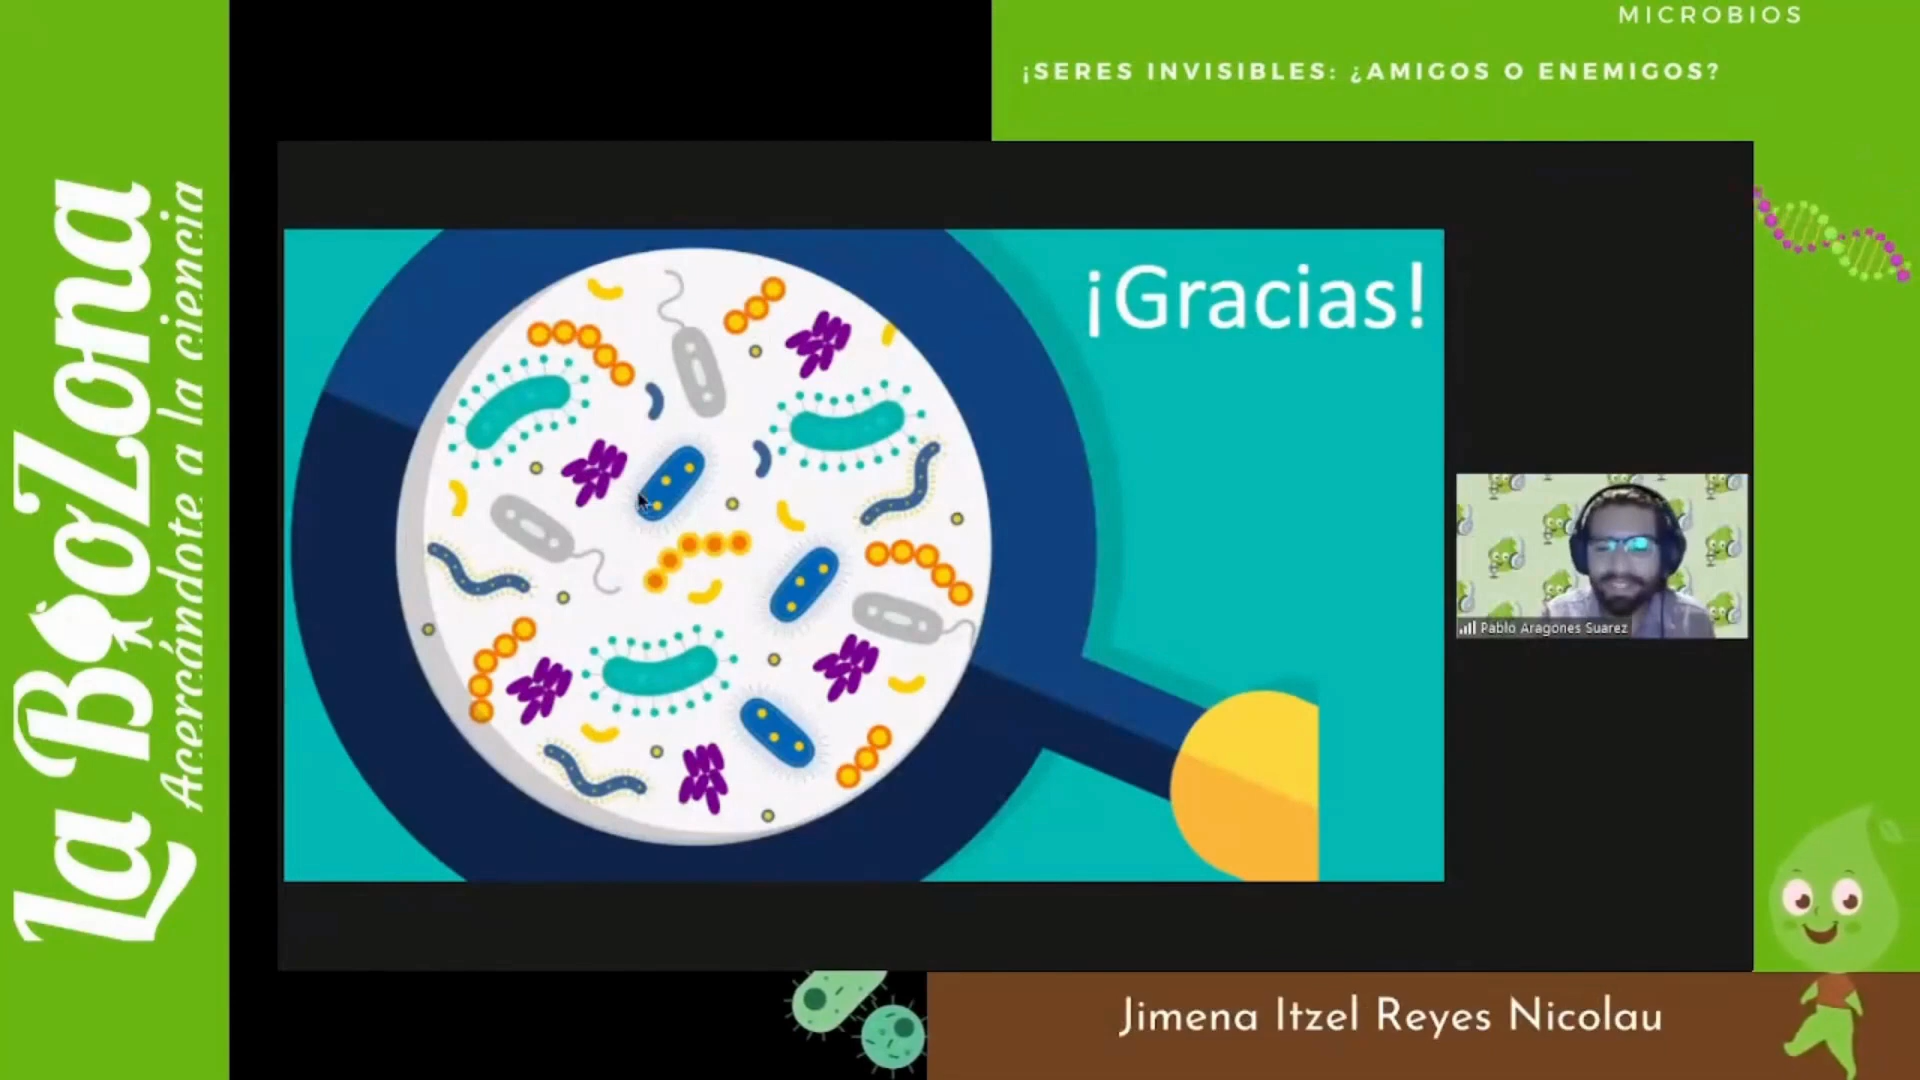 MICROBIOS
¡SERES INVISIBLES: ¿AMIGOS O ENEMIGOS?
La BioZona
Acercándote a la ciencia
¡Gracias!
Pablo Aragones Suarez
Jimena Itzel Reyes Nicolau